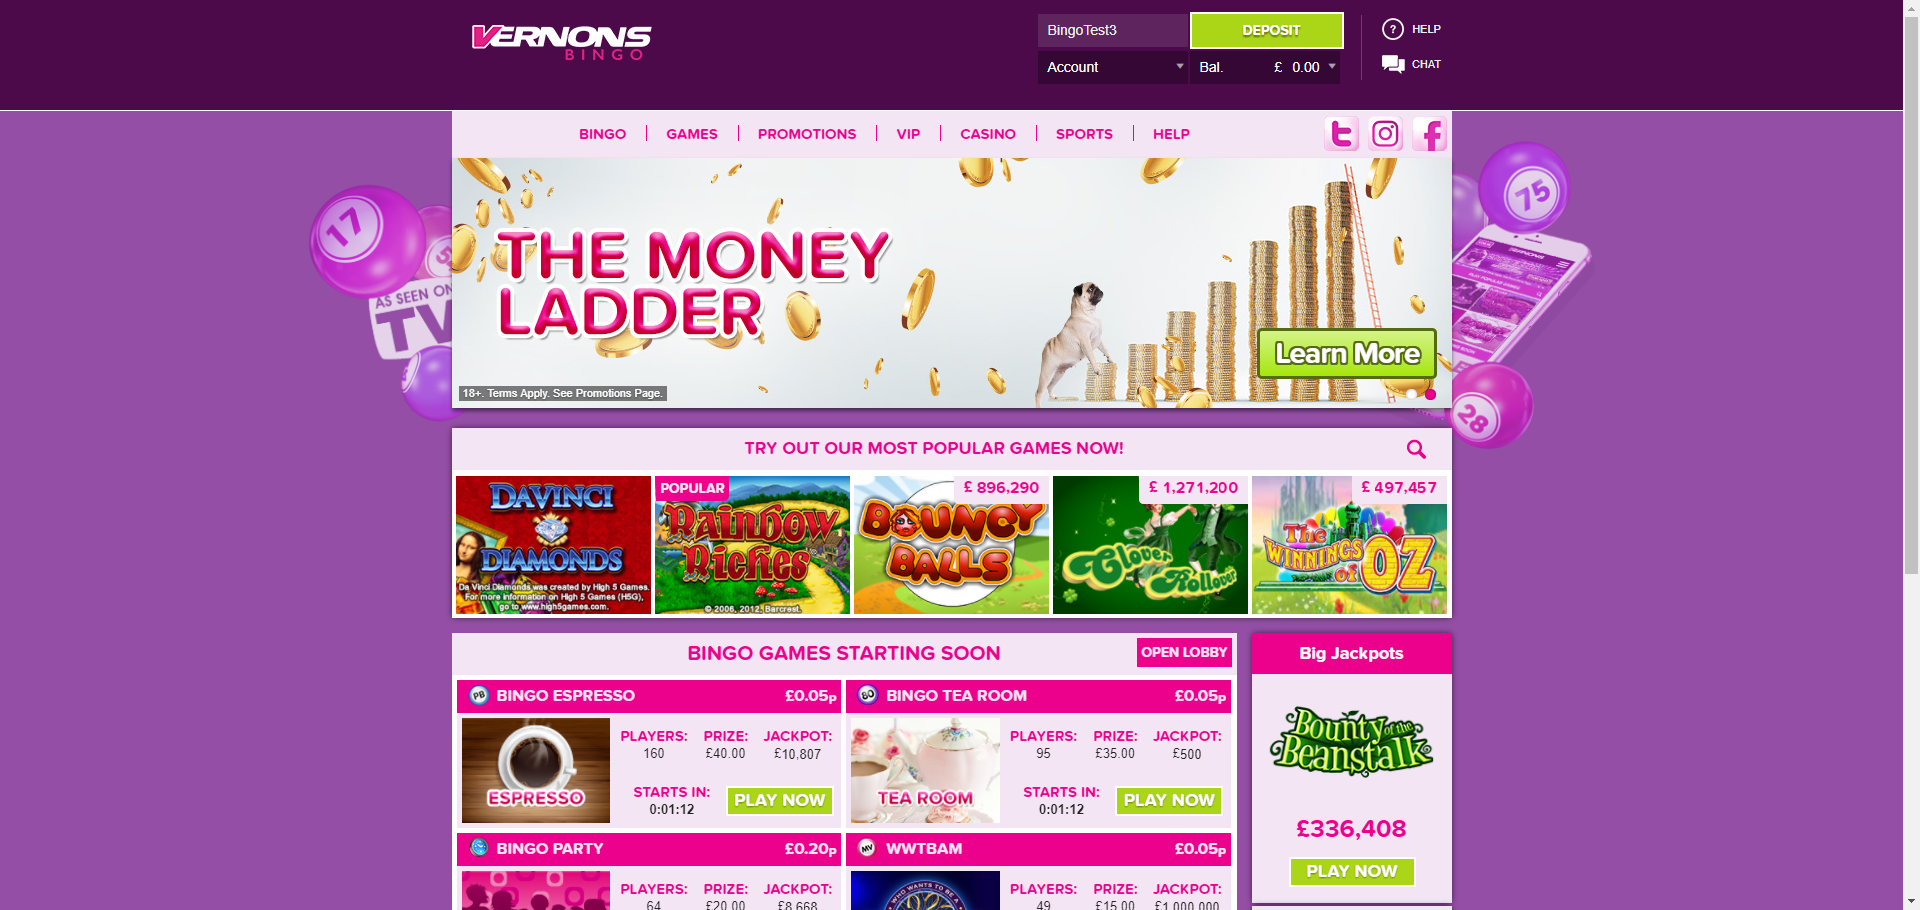 VERNONS
BINGO
BingoTest3
DEPOSIT
HELP
Account
Bal. £ 0.00
CHAT
BINGO
GAMES
PROMOTIONS
VIP
CASINO
SPORTS
HELP
17
75
AS SEEN ON
TV
28
THE MONEY
LADDER
Learn More
18+. Terms Apply. See Promotions Page.
TRY OUT OUR MOST POPULAR GAMES NOW!
DAVINCI
DIAMONDS
Da Vinci Diamonds was created by High 5 Games.
For more information on High 5 Games (H5G),
go to www.high5games.com.
POPULAR
Rainbow
Riches
© 2006, 2012, Barcrest.
£ 896,290
BOUNCY
BALLS
£ 1,271,200
Clover
Rollover
£ 497,457
The
WINNINGS
of OZ
BINGO GAMES STARTING SOON
OPEN LOBBY
PB BINGO ESPRESSO £0.05p
ESPRESSO
PLAYERS: PRIZE: JACKPOT:
160 £40.00 £10,807
STARTS IN:
0:01:12
PLAY NOW
BO BINGO TEA ROOM £0.05p
TEA ROOM
PLAYERS: PRIZE: JACKPOT:
95 £35.00 £500
STARTS IN:
0:01:12
PLAY NOW
BINGO PARTY £0.20p
PLAYERS: PRIZE: JACKPOT:
64 £20.00 £8,668
MV WWTBAM £0.05p
WHO WANTS TO BE A
PLAYERS: PRIZE: JACKPOT:
49 £15.00 £1,000,000
Big Jackpots
Bounty of the
Beanstalk
£336,408
PLAY NOW